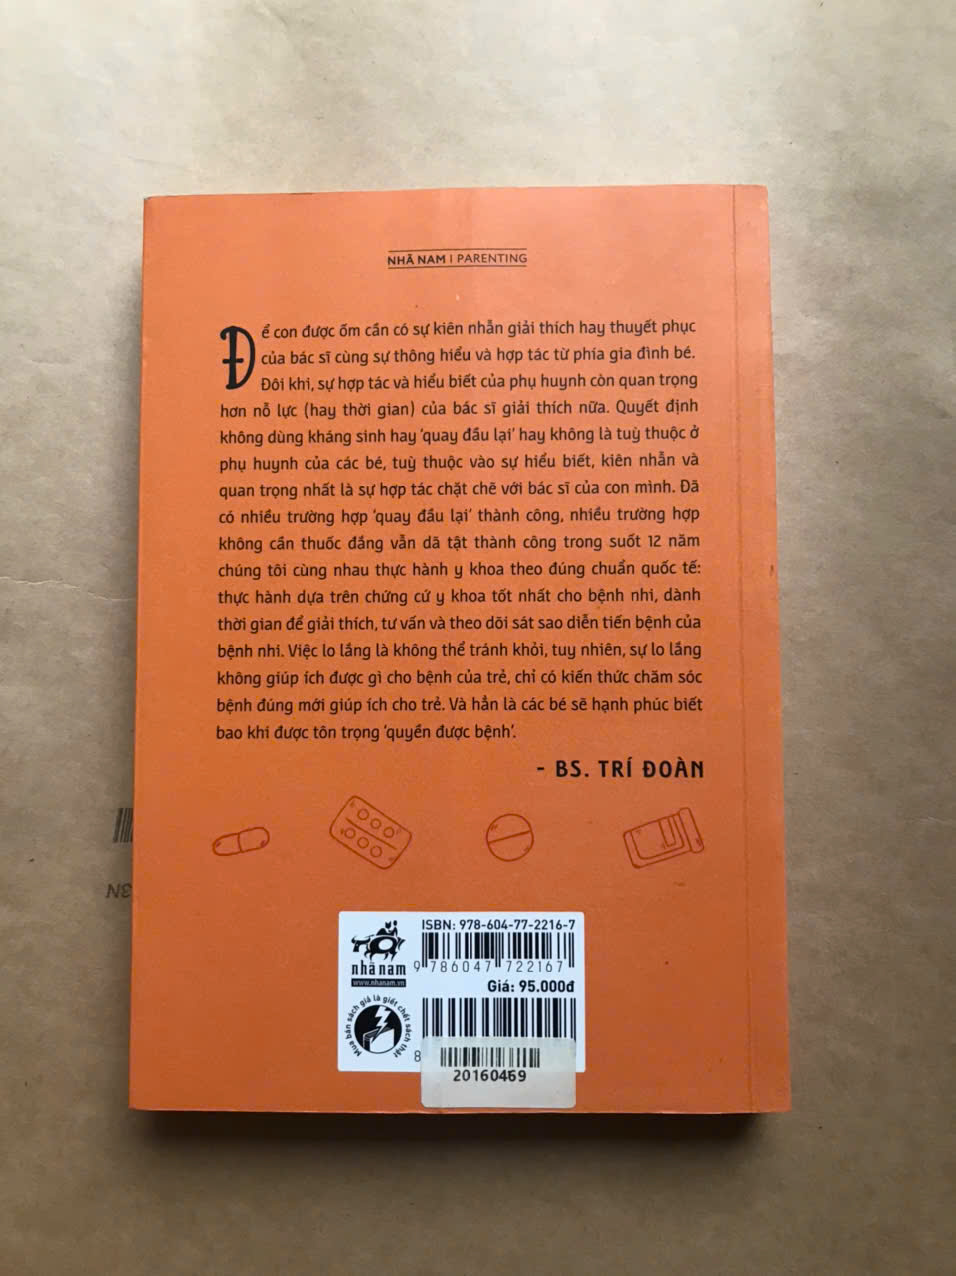 NHÃ NAM | PARENTING
Để con được ốm cần có sự kiên nhẫn giải thích hay thuyết phục
của bác sĩ cùng sự thông hiểu và hợp tác từ phía gia đình bé.
Đôi khi, sự hợp tác và hiểu biết của phụ huynh còn quan trọng
hơn nỗ lực (hay thời gian) của bác sĩ giải thích nữa. Quyết định
không dùng kháng sinh hay 'quay đầu lại' hay không là tuỳ thuộc ở
phụ huynh của các bé, tuỳ thuộc vào sự hiểu biết, kiên nhẫn và
quan trọng nhất là sự hợp tác chặt chẽ với bác sĩ của con mình. Đã
có nhiều trường hợp 'quay đầu lại' thành công, nhiều trường hợp
không cần thuốc đắng vẫn dã tật thành công trong suốt 12 năm
chúng tôi cùng nhau thực hành y khoa theo đúng chuẩn quốc tế:
thực hành dựa trên chứng cứ y khoa tốt nhất cho bệnh nhi, dành
thời gian để giải thích, tư vấn và theo dõi sát sao diễn tiến bệnh của
bệnh nhi. Việc lo lắng là không thể tránh khỏi, tuy nhiên, sự lo lắng
không giúp ích được gì cho bệnh của trẻ, chỉ có kiến thức chăm sóc
bệnh đúng mới giúp ích cho trẻ. Và hẳn là các bé sẽ hạnh phúc biết
bao khi được tôn trọng 'quyền được bệnh'.
- BS. TRÍ ĐOÀN
ISBN: 978-604-77-2216-7
nhã nam
www.nhanam.vn
9 786047 722167
Giá: 95.000đ
Mua bán sách giả là giết chết sách thật
8
20160459